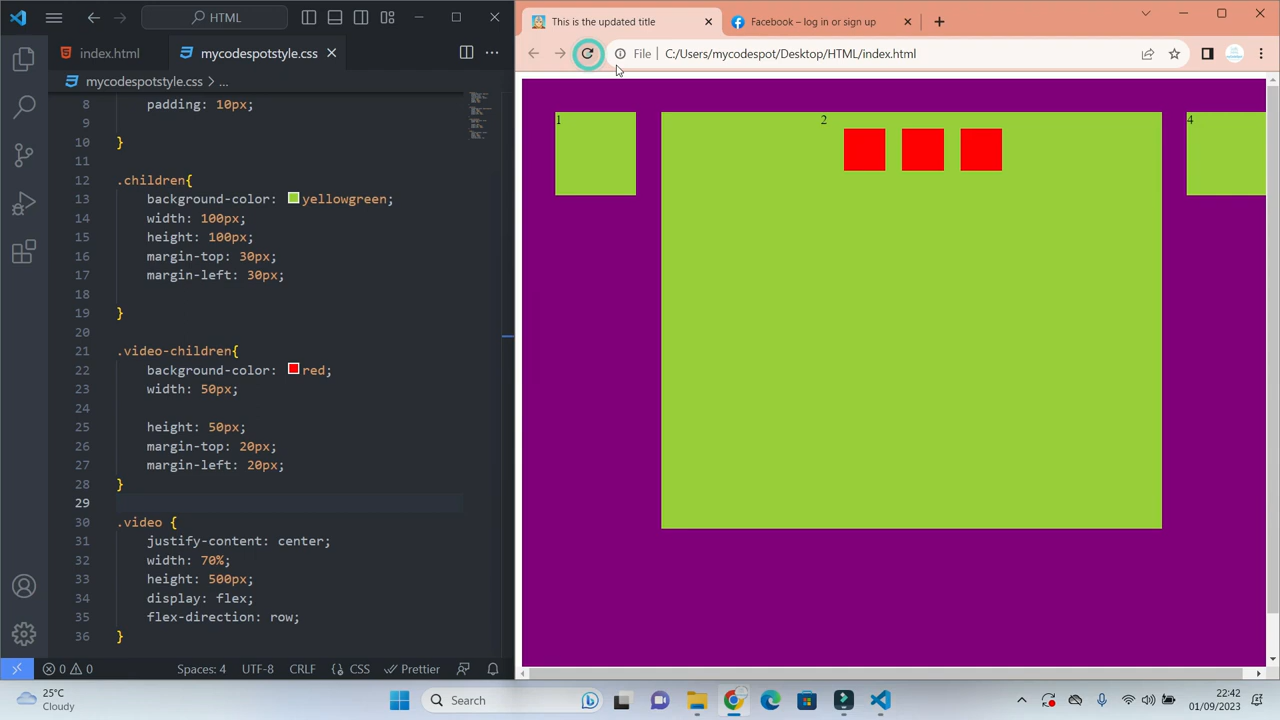 HTML
index.html
mycodespotstyle.css
mycodespotstyle.css > ...
8 padding: 10px;
9
10 }
11
12 .children{
13 background-color: yellowgreen;
14 width: 100px;
15 height: 100px;
16 margin-top: 30px;
17 margin-left: 30px;
18
19 }
20
21 .video-children{
22 background-color: red;
23 width: 50px;
24
25 height: 50px;
26 margin-top: 20px;
27 margin-left: 20px;
28 }
29
30 .video {
31 justify-content: center;
32 width: 70%;
33 height: 500px;
34 display: flex;
35 flex-direction: row;
36 }
0 0 Spaces: 4 UTF-8 CRLF CSS Prettier
This is the updated title
Facebook – log in or sign up
File C:/Users/mycodespot/Desktop/HTML/index.html
1 2 4
25°C
Cloudy
Search
22:42
01/09/2023